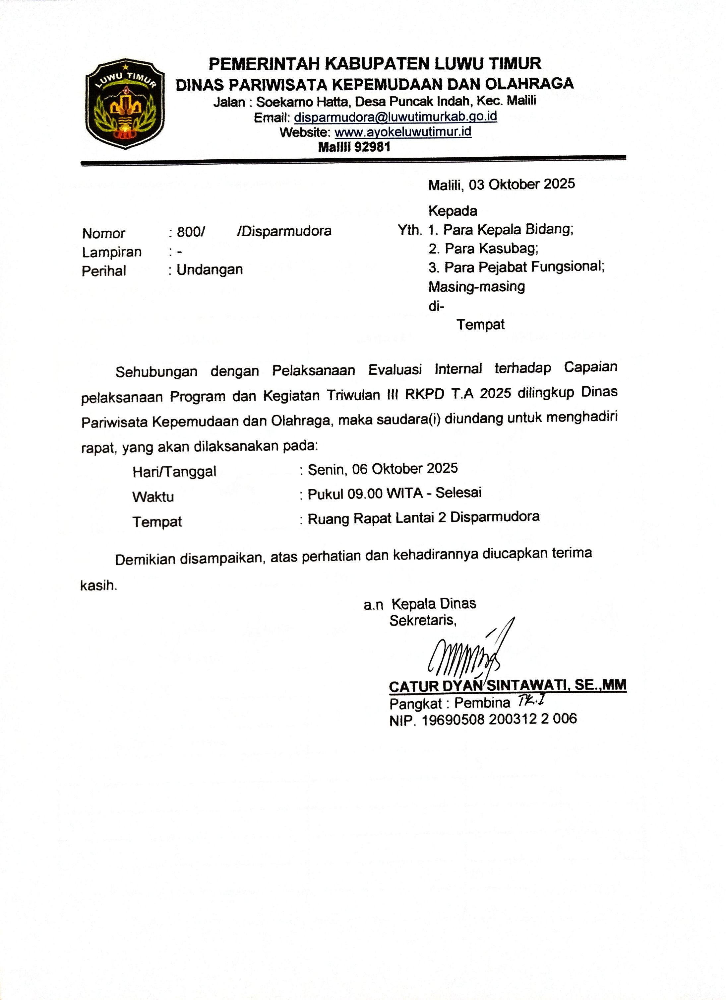 LUWU TIMUR
PEMERINTAH KABUPATEN LUWU TIMUR
DINAS PARIWISATA KEPEMUDAAN DAN OLAHRAGA
Jalan : Soekarno Hatta, Desa Puncak Indah, Kec. Malili
Email: disparmudora@luwutimurkab.go.id
Website: www.ayokeluwutimur.id
Malili 92981
Malili, 03 Oktober 2025
Kepada
Nomor : 800/ /Disparmudora
Lampiran : -
Perihal : Undangan
Yth. 1. Para Kepala Bidang;
2. Para Kasubag;
3. Para Pejabat Fungsional;
Masing-masing
di-
Tempat
Sehubungan dengan Pelaksanaan Evaluasi Internal terhadap Capaian
pelaksanaan Program dan Kegiatan Triwulan III RKPD T.A 2025 dilingkup Dinas
Pariwisata Kepemudaan dan Olahraga, maka saudara(i) diundang untuk menghadiri
rapat, yang akan dilaksanakan pada:
Hari/Tanggal : Senin, 06 Oktober 2025
Waktu : Pukul 09.00 WITA - Selesai
Tempat : Ruang Rapat Lantai 2 Disparmudora
Demikian disampaikan, atas perhatian dan kehadirannya diucapkan terima
kasih.
a.n Kepala Dinas
Sekretaris,
CATUR DYAN SINTAWATI, SE.,MM
Pangkat : Pembina TK.I
NIP. 19690508 200312 2 006